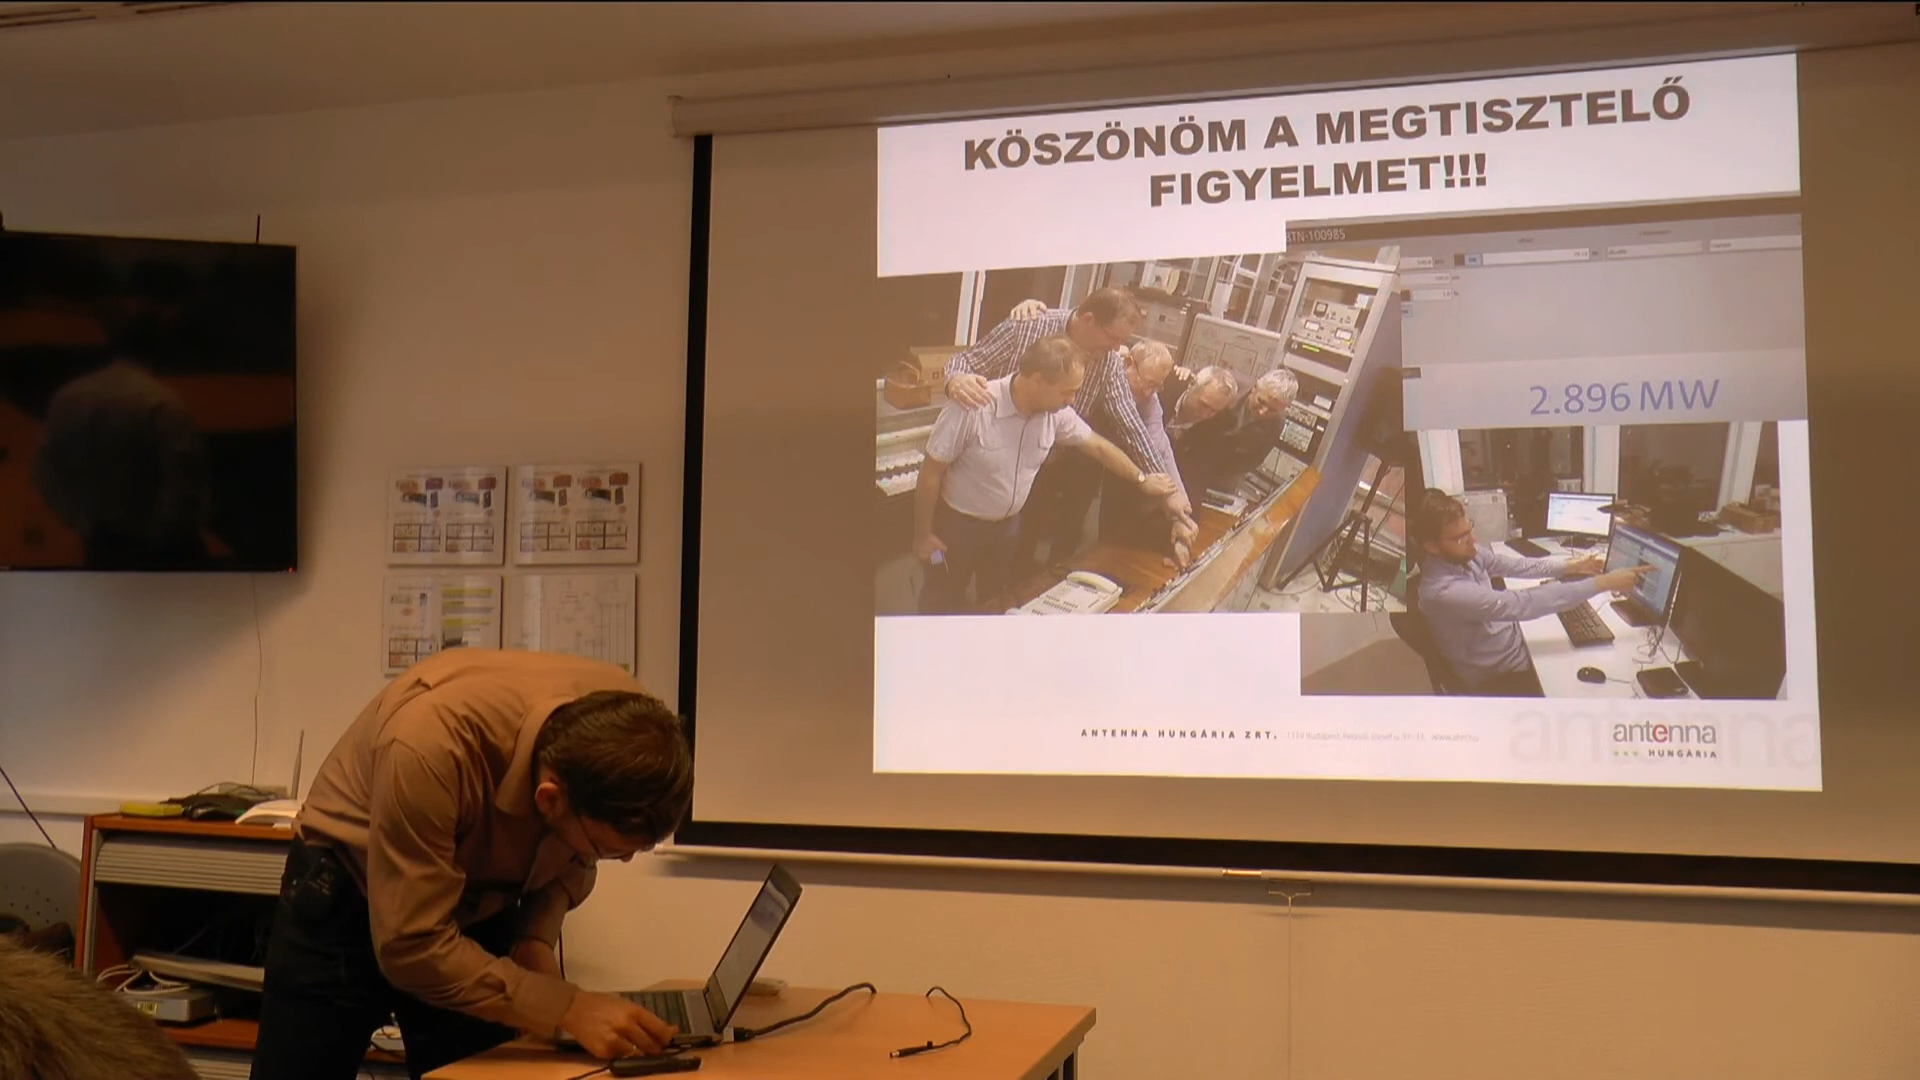 KÖSZÖNÖM A MEGTISZTELŐ
FIGYELMET!!!
2.896 MW
ANTENNA HUNGÁRIA ZRT.
antenna
HUNGÁRIA